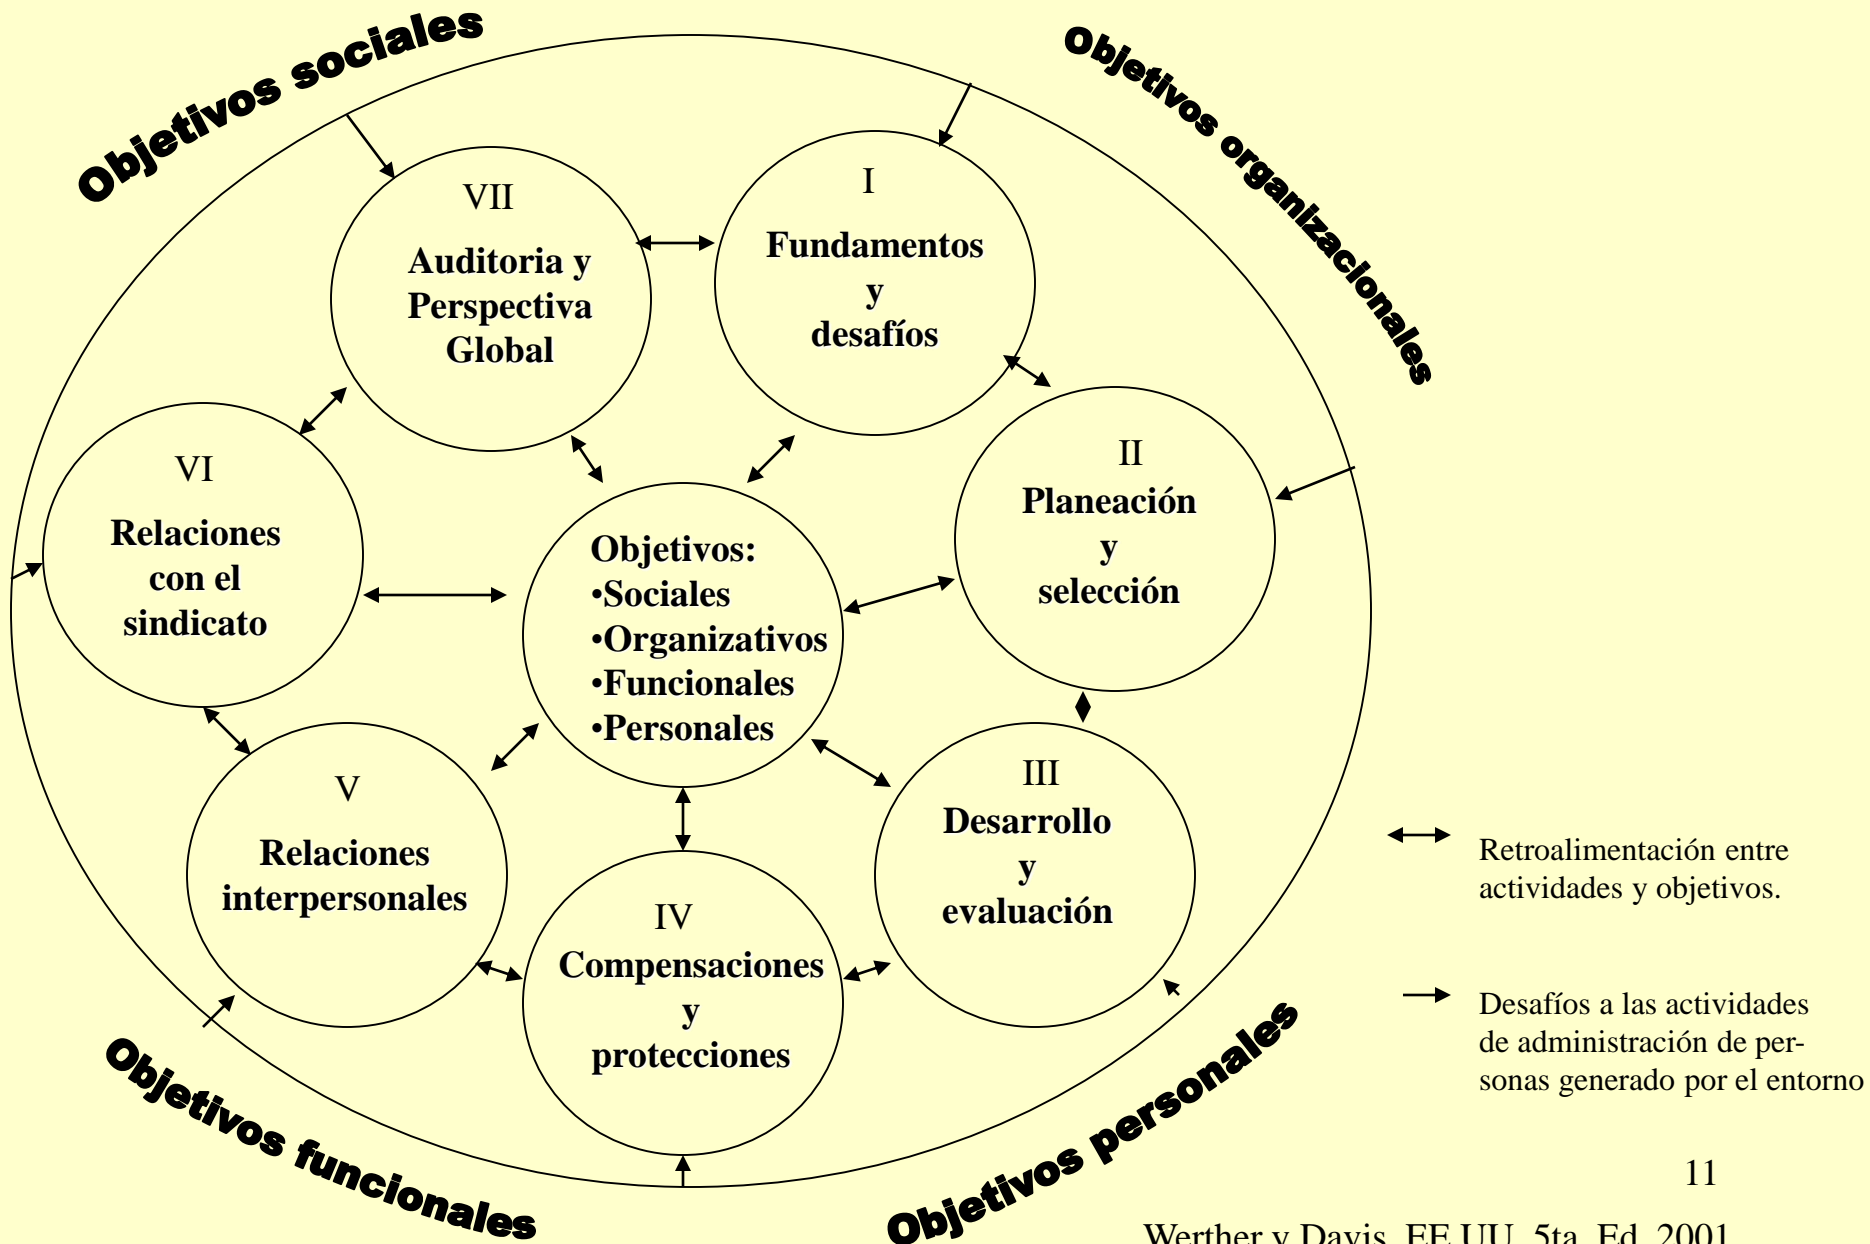 Objetivos sociales
Objetivos organizacionales
VII
Auditoria y
Perspectiva
Global
I
Fundamentos
y
desafíos
II
Planeación
y
selección
VI
Relaciones
con el
sindicato
Objetivos:
•Sociales
•Organizativos
•Funcionales
•Personales
III
Desarrollo
y
evaluación
V
Relaciones
interpersonales
IV
Compensaciones
y
protecciones
Objetivos funcionales
Objetivos personales
Retroalimentación entre
actividades y objetivos.
Desafíos a las actividades
de administración de per-
sonas generado por el entorno
11
Werther y Davis, EE.UU. 5ta. Ed. 2001